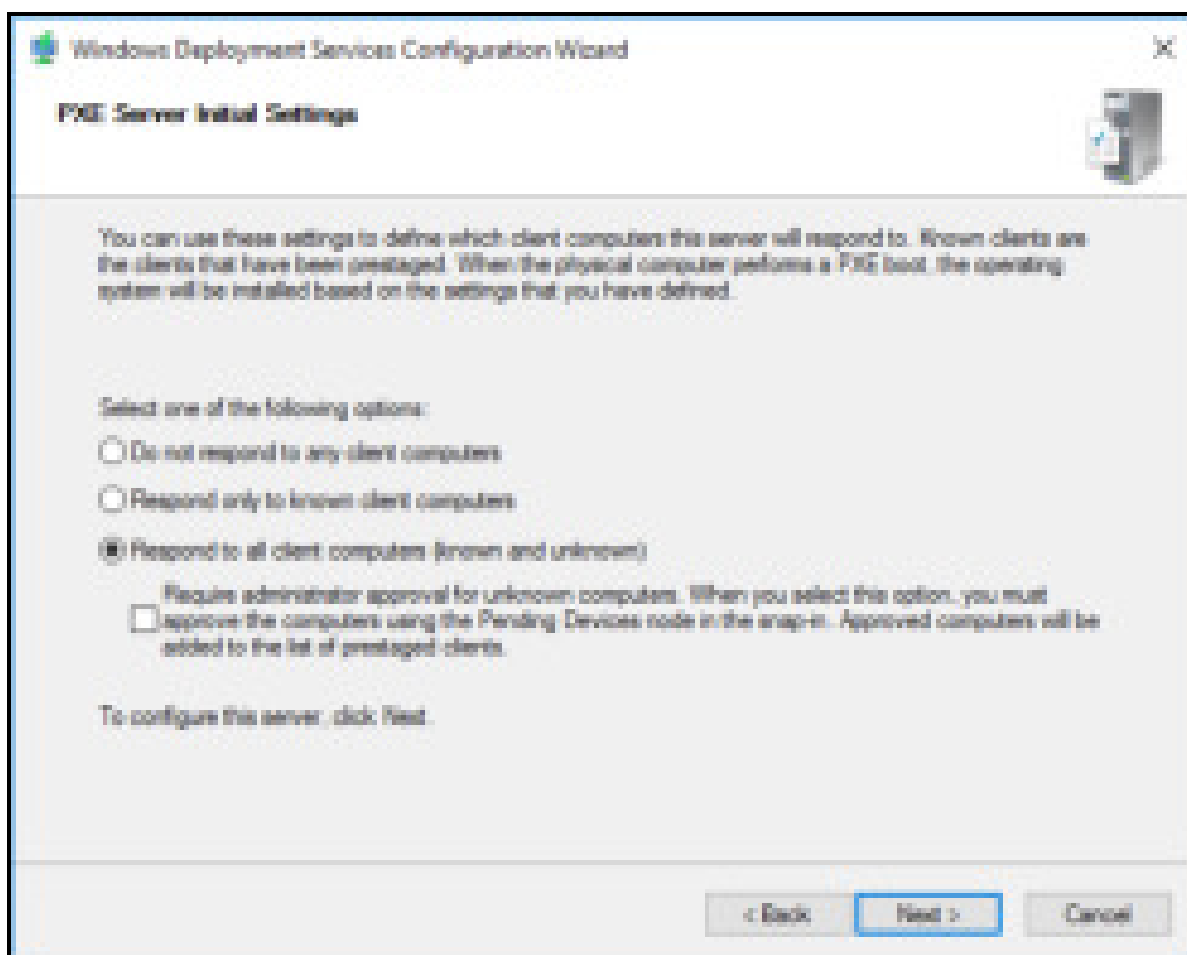 Windows Deployment Services Configuration Wizard
PXE Server Initial Settings
You can use these settings to define which client computers this server will respond to. Known clients are
the clients that have been prestaged. When the physical computer performs a PXE boot, the operating
system will be installed based on the settings that you have defined.
Select one of the following options:
Do not respond to any client computers
Respond only to known client computers
Respond to all client computers (known and unknown)
Require administrator approval for unknown computers. When you select this option, you must
approve the computers using the Pending Devices node in the snap-in. Approved computers will be
added to the list of prestaged clients.
To configure this server, click Next.
< Back
Next >
Cancel